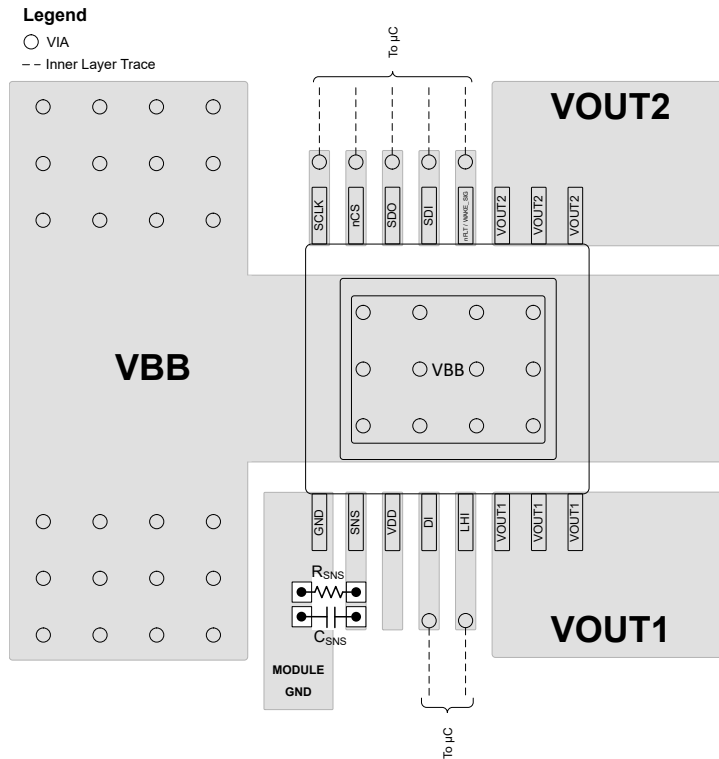 Legend
VIA
Inner Layer Trace
To µC
VOUT2
SCLK
nCS
SDO
SDI
nFLT / WAKE_SIG
VOUT2
VOUT2
VOUT2
VBB
VBB
GND
SNS
VDD
DI
LHI
VOUT1
VOUT1
VOUT1
RSNS
CSNS
VOUT1
MODULE
GND
To µC